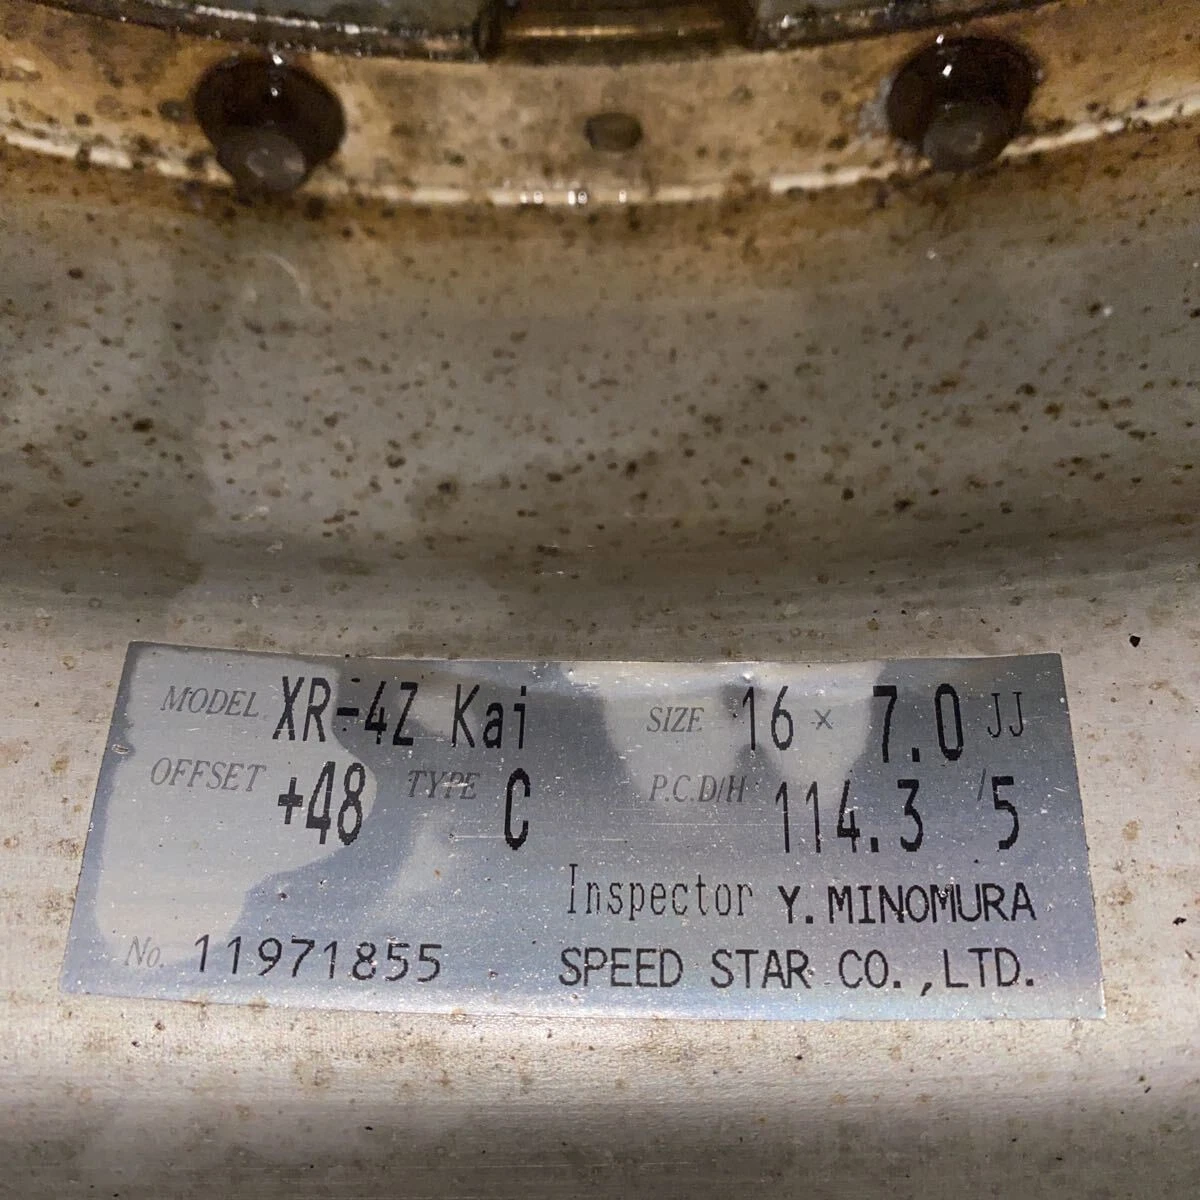 MODEL XR-4Z Kai SIZE 16 × 7.0 JJ
OFFSET +48 TYPE C P.C.D/H 114.3 /5
Inspector Y. MINOMURA
No. 11971855 SPEED STAR CO.,LTD.